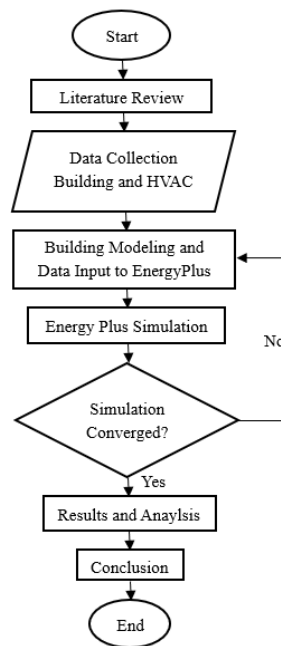 Start
Literature Review
Data Collection
Building and HVAC
Building Modeling and
Data Input to EnergyPlus
Energy Plus Simulation
No
Simulation
Converged?
Yes
Results and Anaylsis
Conclusion
End